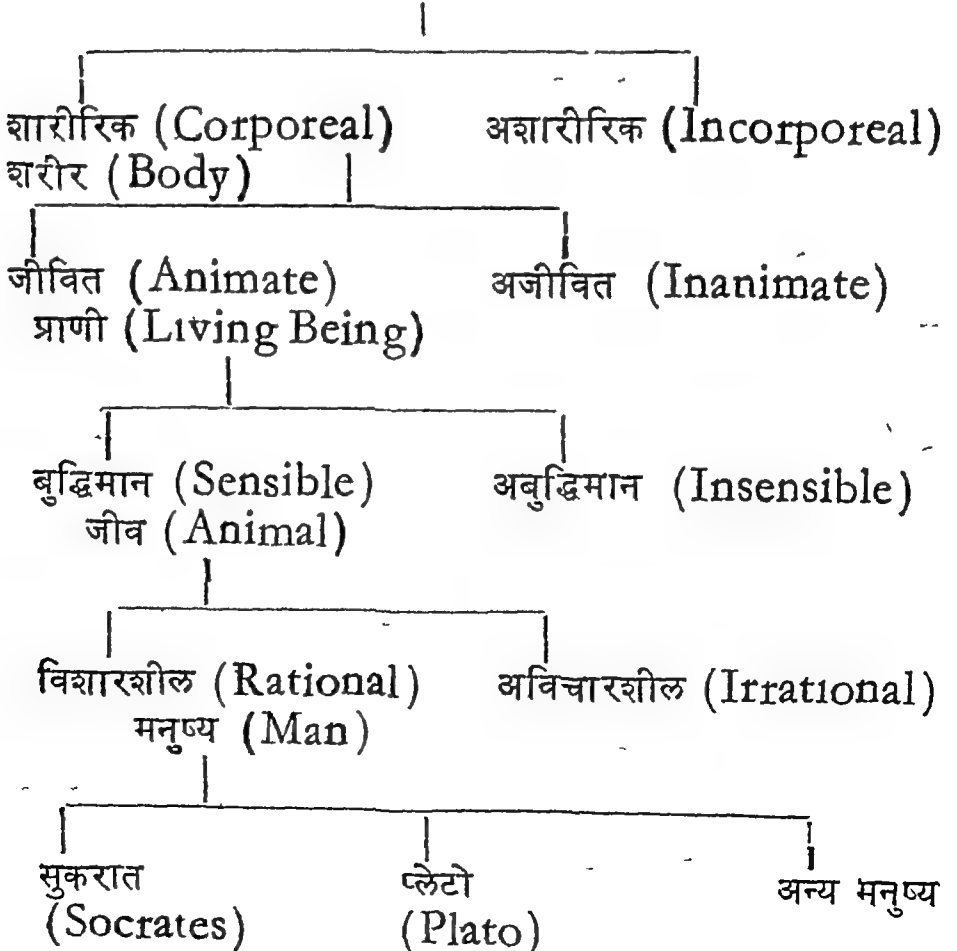 शारीरिक (Corporeal) अशारीरिक (Incorporeal)
शरीर (Body)
जीवित (Animate) अजीवित (Inanimate)
प्राणी (Living Being)
बुद्धिमान (Sensible) अबुद्धिमान (Insensible)
जीव (Animal)
विशारशील (Rational) अविचारशील (Irrational)
मनुष्य (Man)
सुकरात प्लेटो अन्य मनुष्य
(Socrates) (Plato)